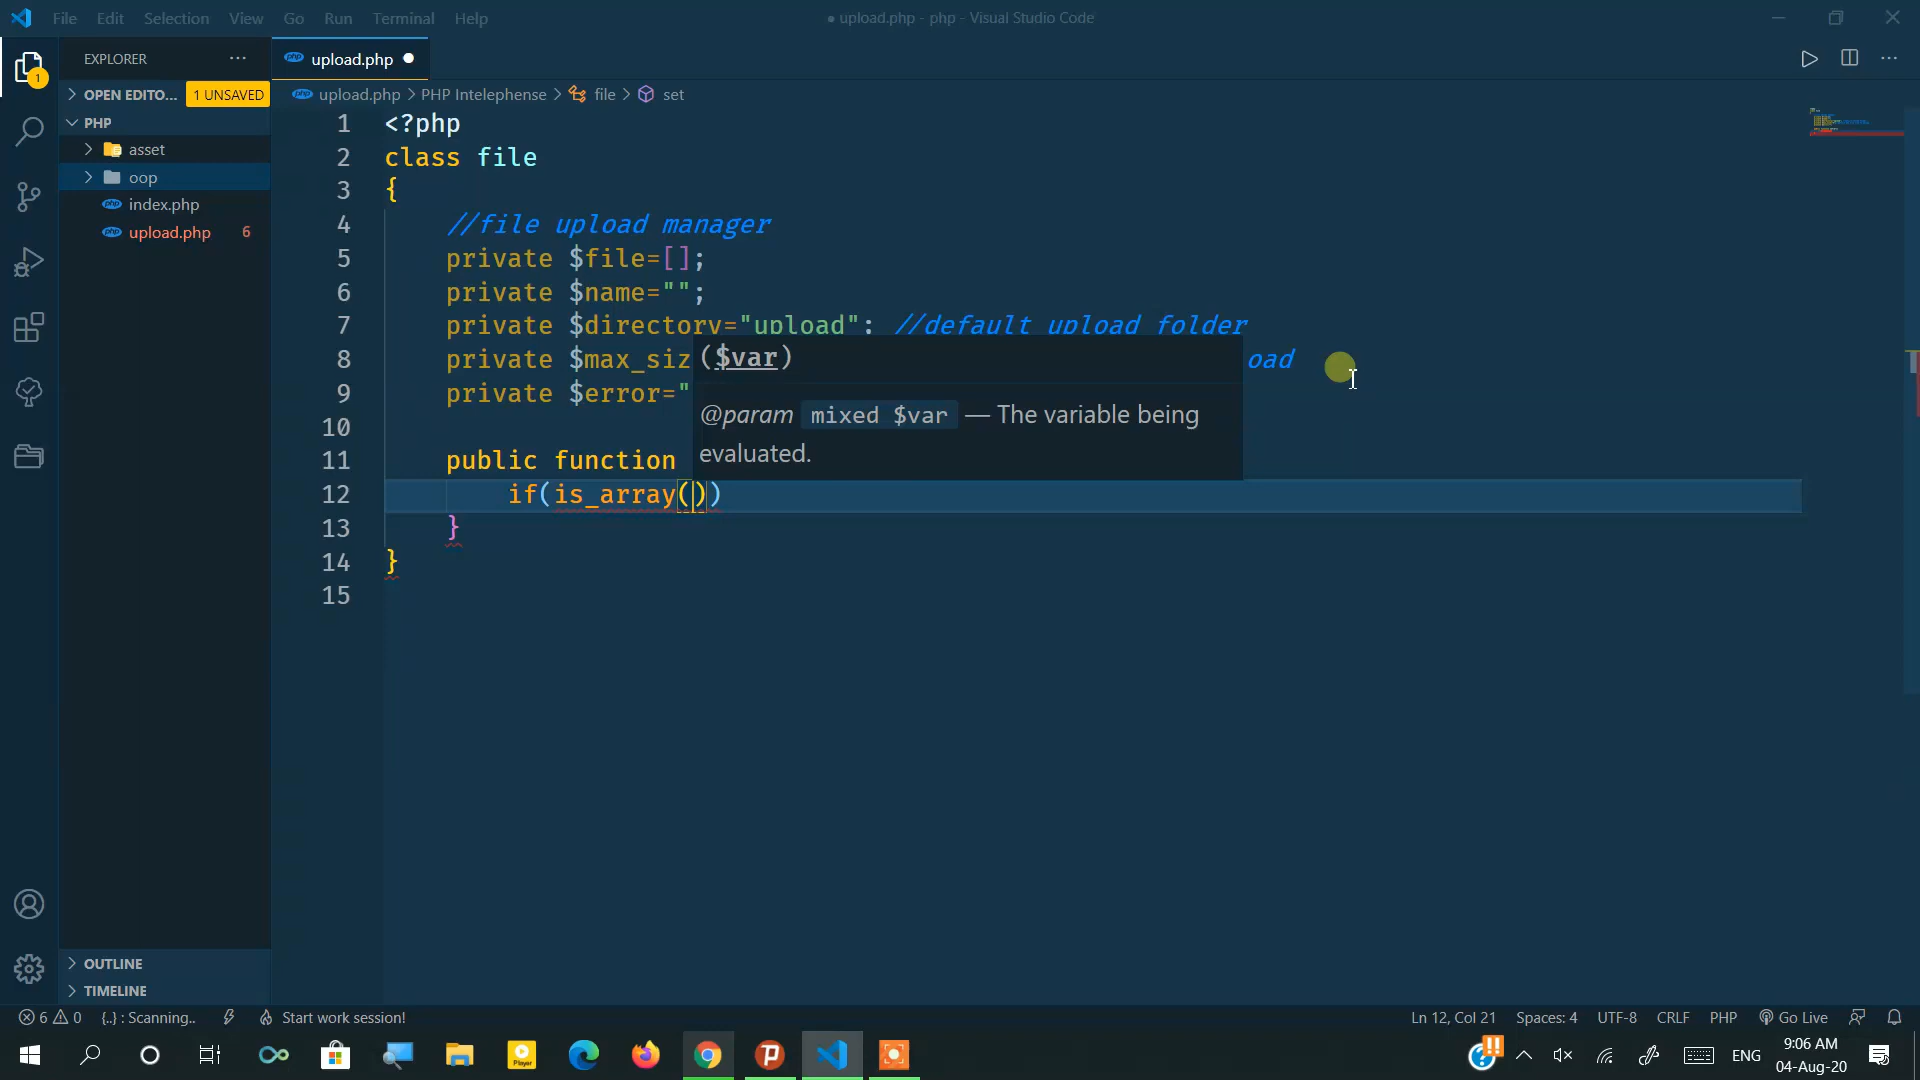 File Edit Selection View Go Run Terminal Help
● upload.php - php - Visual Studio Code
EXPLORER
upload.php
OPEN EDITO... 1 UNSAVED
upload.php > PHP Intelephense > file > set
PHP
asset
oop
index.php
upload.php 6
1 <?php
2 class file
3 {
4 //file upload manager
5 private $file=[];
6 private $name="";
7 private $directory="upload"; //default upload folder
8 private $max_siz oad
9 private $error="
10
11 public function
12 if(is_array())
13 }
14 }
15
($var)
@param mixed $var — The variable being
evaluated.
1
OUTLINE
TIMELINE
6 0 {..} : Scanning.. Start work session!
Ln 12, Col 21 Spaces: 4 UTF-8 CRLF PHP Go Live
Player
ENG
9:06 AM
04-Aug-20